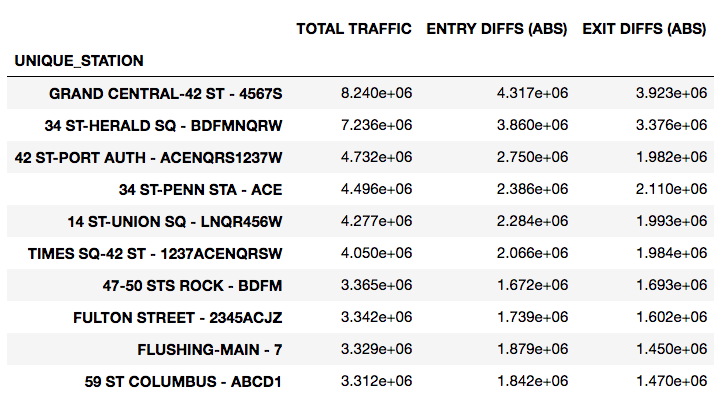 TOTAL TRAFFIC ENTRY DIFFS (ABS) EXIT DIFFS (ABS)
UNIQUE_STATION
GRAND CENTRAL-42 ST - 4567S 8.240e+06 4.317e+06 3.923e+06
34 ST-HERALD SQ - BDFMNQRW 7.236e+06 3.860e+06 3.376e+06
42 ST-PORT AUTH - ACENQRS1237W 4.732e+06 2.750e+06 1.982e+06
34 ST-PENN STA - ACE 4.496e+06 2.386e+06 2.110e+06
14 ST-UNION SQ - LNQR456W 4.277e+06 2.284e+06 1.993e+06
TIMES SQ-42 ST - 1237ACENQRSW 4.050e+06 2.066e+06 1.984e+06
47-50 STS ROCK - BDFM 3.365e+06 1.672e+06 1.693e+06
FULTON STREET - 2345ACJZ 3.342e+06 1.739e+06 1.602e+06
FLUSHING-MAIN - 7 3.329e+06 1.879e+06 1.450e+06
59 ST COLUMBUS - ABCD1 3.312e+06 1.842e+06 1.470e+06